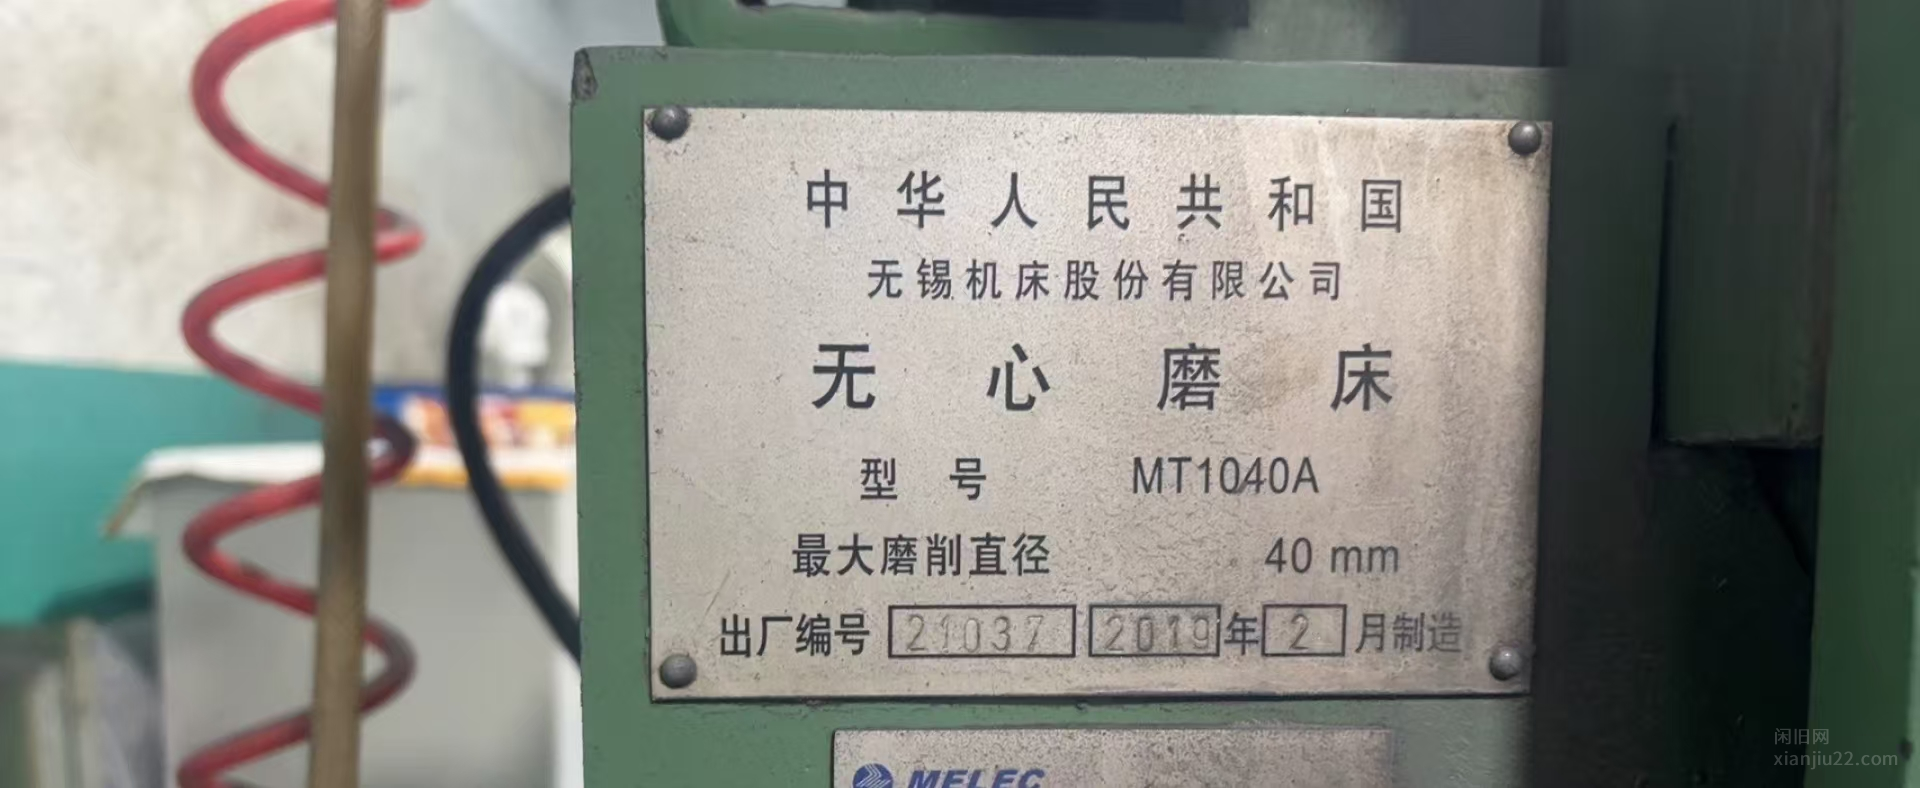 中华人民共和国
无锡机床股份有限公司
无心磨床
型号 MT1040A
最大磨削直径 40 mm
出厂编号 21037 2019年2月制造
MELEC
闲旧网
xianjiu22.com